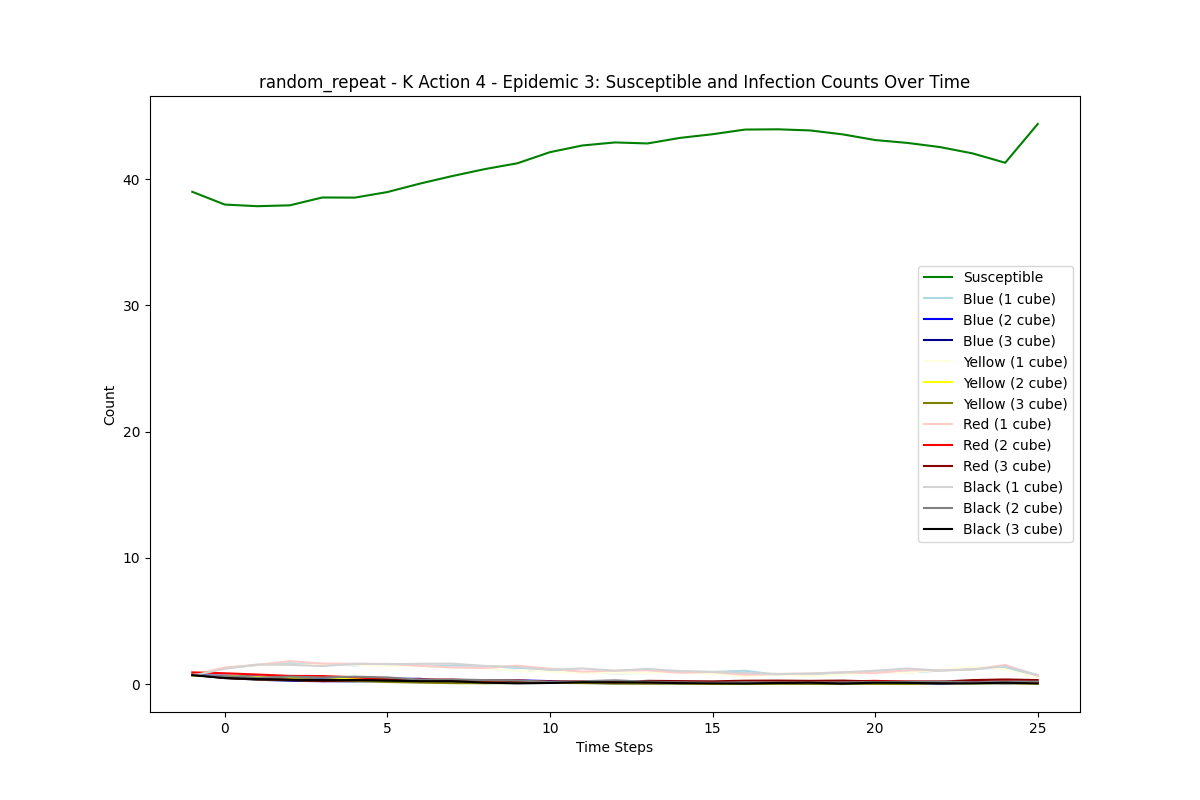 random_repeat - K Action 4 - Epidemic 3: Susceptible and Infection Counts Over Time
Count
40
30
20
10
0
Susceptible
Blue (1 cube)
Blue (2 cube)
Blue (3 cube)
Yellow (1 cube)
Yellow (2 cube)
Yellow (3 cube)
Red (1 cube)
Red (2 cube)
Red (3 cube)
Black (1 cube)
Black (2 cube)
Black (3 cube)
0 5 10 15 20 25
Time Steps